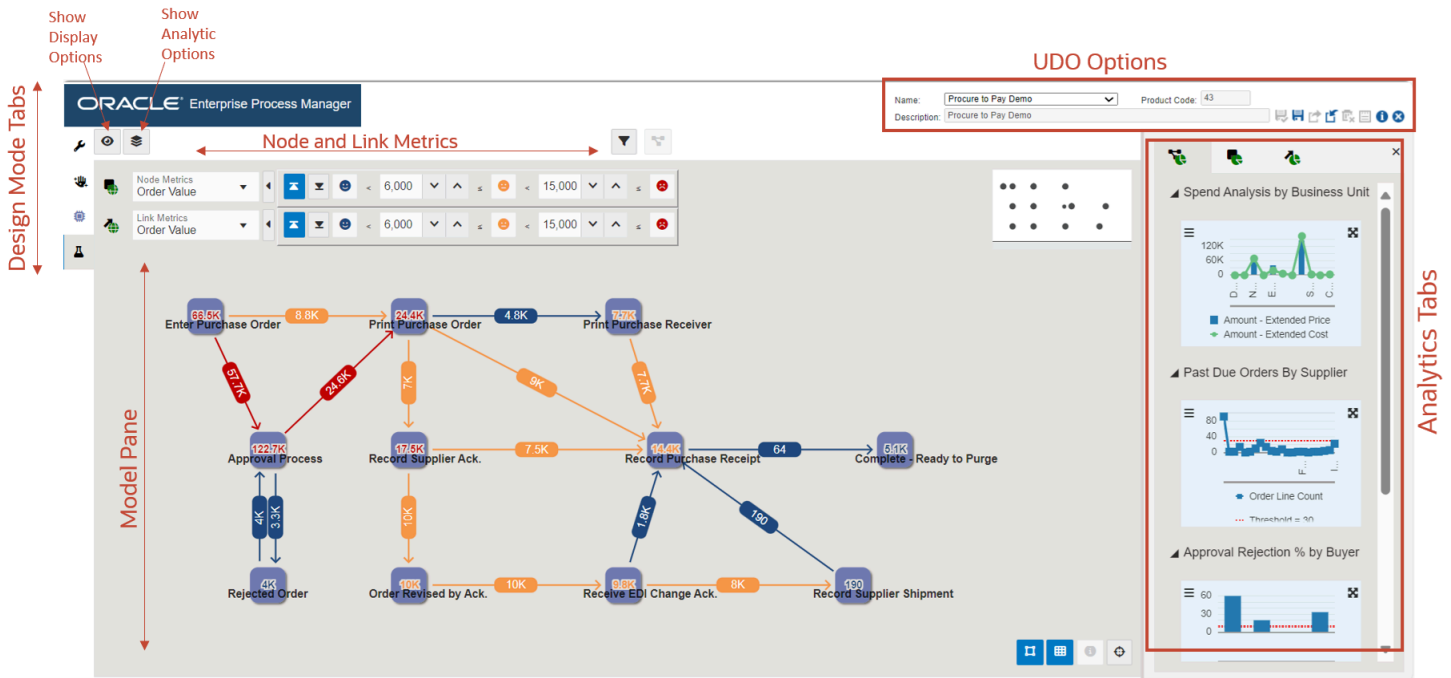 Show
Display
Options
Show
Analytic
Options
UDO Options
Design Mode Tabs
ORACLE Enterprise Process Manager
Name: Procure to Pay Demo Product Code: 43
Description: Procure to Pay Demo
Node and Link Metrics
Node Metrics
Order Value
< 6,000 ≤ < 15,000 ≤
Link Metrics
Order Value
< 6,000 ≤ < 15,000 ≤
Model Pane
66.5K
Enter Purchase Order
8.8K
24.4K
Print Purchase Order
4.8K
7.7K
Print Purchase Receiver
57.7K
24.6K
7K
9K
7.7K
122.7K
Approval Process
17.5K
Record Supplier Ack.
7.5K
14.4K
Record Purchase Receipt
64
5.1K
Complete - Ready to Purge
4K
3.3K
10K
1.8K
190
4K
Rejected Order
10K
Order Revised by Ack.
10K
9.8K
Receive EDI Change Ack.
8K
190
Record Supplier Shipment
Analytics Tabs
Spend Analysis by Business Unit
120K
60K
0
D...
N...
E...
S...
C...
Amount - Extended Price
Amount - Extended Cost
Past Due Orders By Supplier
80
40
0
F...
I...
Order Line Count
Threshold = 30
Approval Rejection % by Buyer
60
30
0